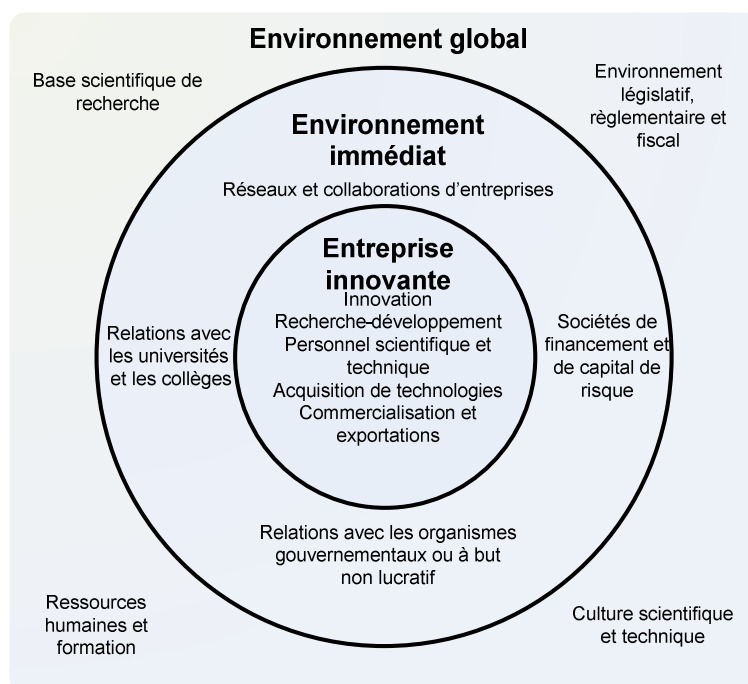 Environnement global
Base scientifique de
recherche
Environnement
législatif,
règlementaire et
fiscal
Environnement
immédiat
Réseaux et collaborations d'entreprises
Entreprise
innovante
Innovation
Recherche-développement
Personnel scientifique et
technique
Acquisition de technologies
Commercialisation et
exportations
Relations avec
les universités
et les collèges
Sociétés de
financement et
de capital de
risque
Relations avec les organismes
gouvernementaux ou à but
non lucratif
Ressources
humaines et
formation
Culture scientifique
et technique